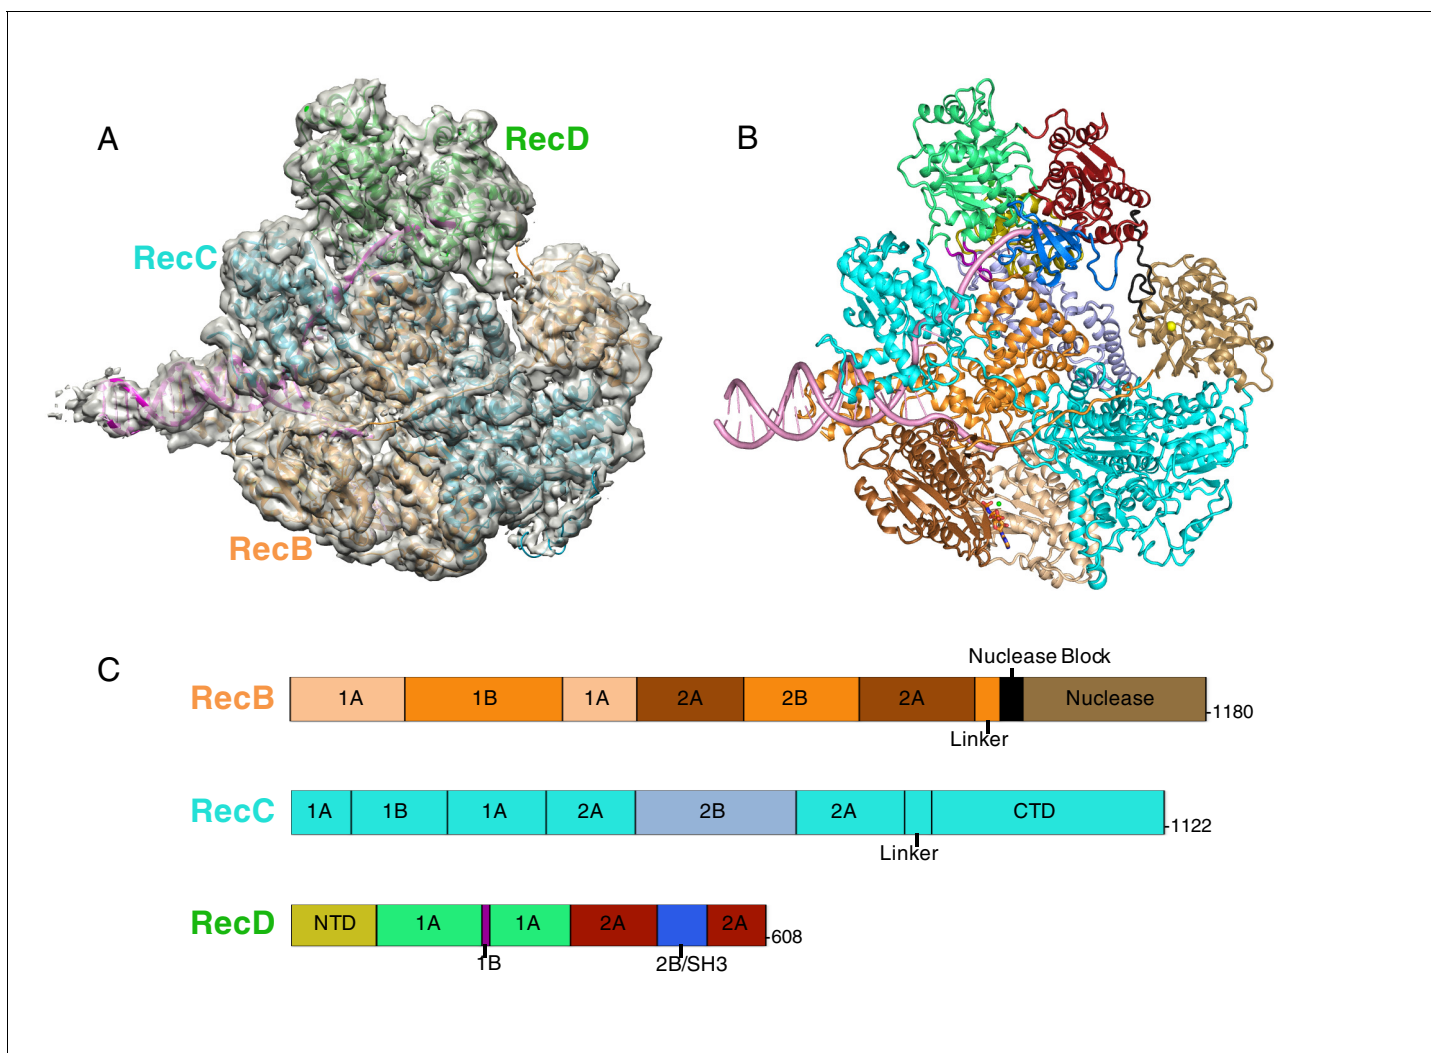 A
B
RecD
RecC
RecB
C
Nuclease Block
RecB 1A 1B 1A 2A 2B 2A Nuclease -1180
Linker
RecC 1A 1B 1A 2A 2B 2A CTD -1122
Linker
RecD NTD 1A 1A 2A 2A -608
1B 2B/SH3